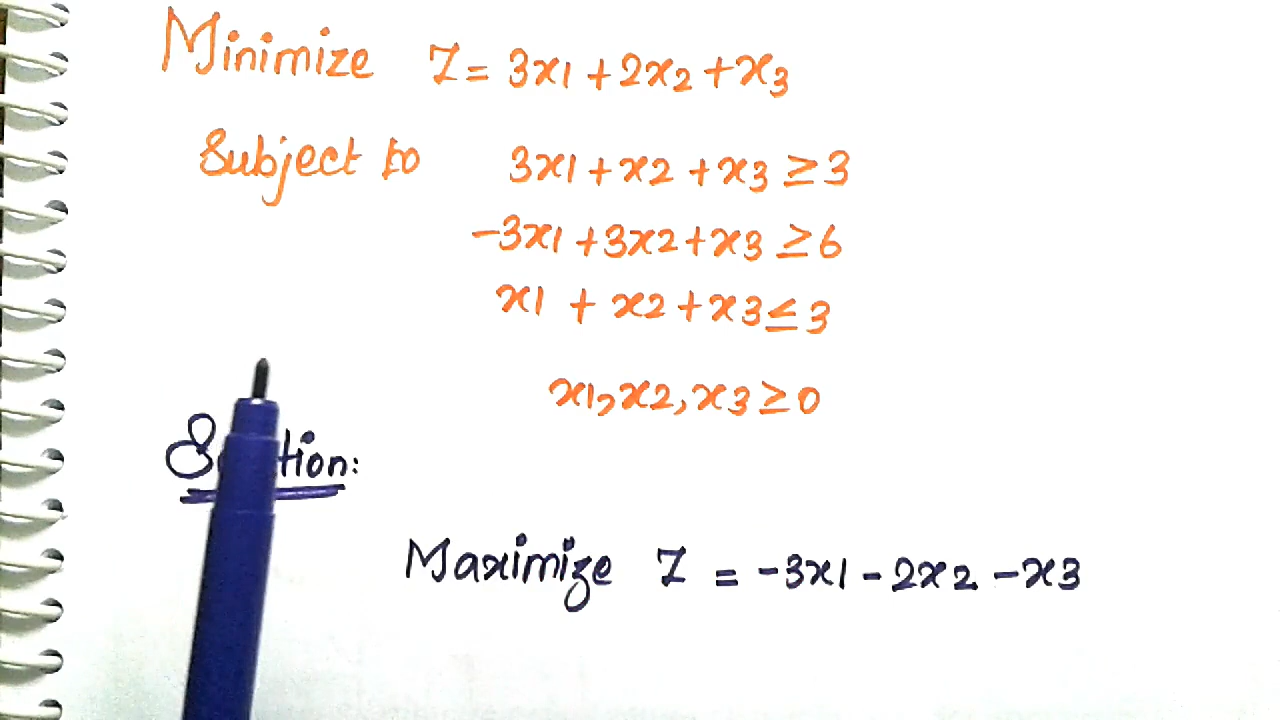 Minimize Z = 3x1 + 2x2 + x3
Subject to 3x1 + x2 + x3 ≥ 3
-3x1 + 3x2 + x3 ≥ 6
x1 + x2 + x3 ≤ 3
x1, x2, x3 ≥ 0
Maximize Z = -3x1 - 2x2 - x3